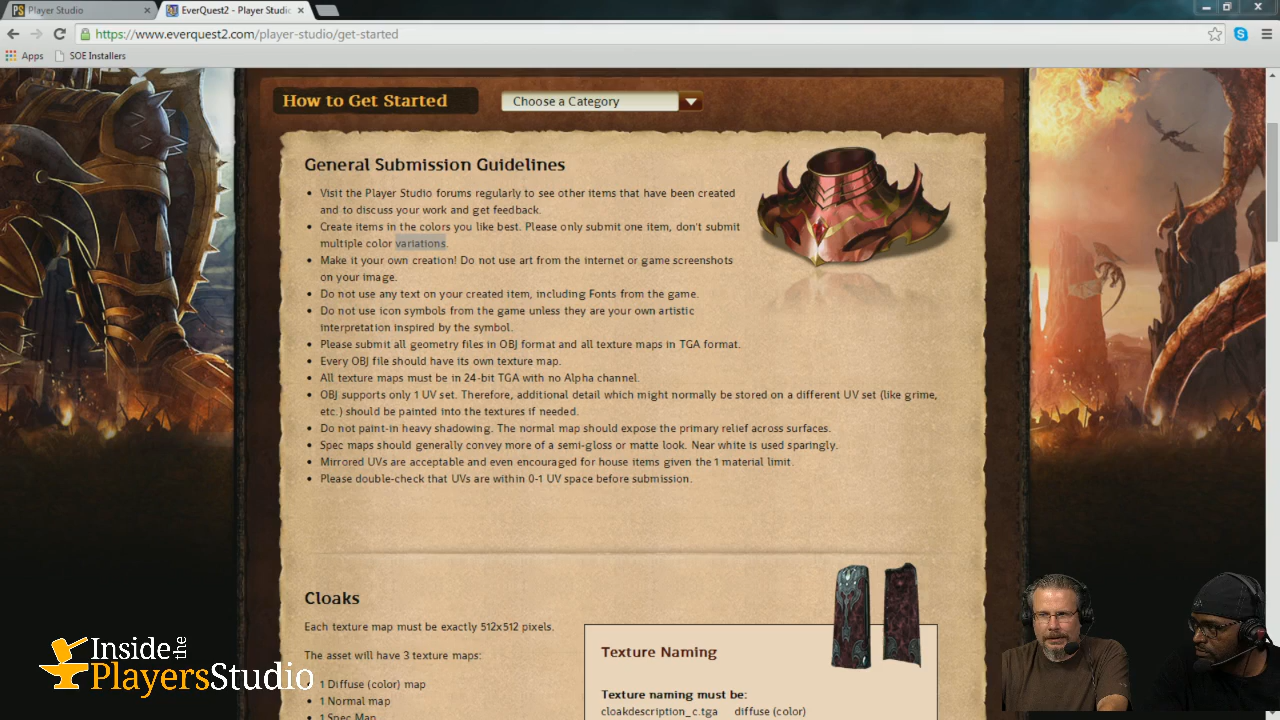 Player Studio
EverQuest2 - Player Studio
https://www.everquest2.com/player-studio/get-started
Apps
SOE Installers
How to Get Started
Choose a Category
General Submission Guidelines
• Visit the Player Studio forums regularly to see other items that have been created
and to discuss your work and get feedback.
• Create items in the colors you like best. Please only submit one item, don't submit
multiple color variations.
• Make it your own creation! Do not use art from the internet or game screenshots
on your image.
• Do not use any text on your created item, including Fonts from the game.
• Do not use icon symbols from the game unless they are your own artistic
interpretation inspired by the symbol.
• Please submit all geometry files in OBJ format and all texture maps in TGA format.
• Every OBJ file should have its own texture map.
• All texture maps must be in 24-bit TGA with no Alpha channel.
• OBJ supports only 1 UV set. Therefore, additional detail which might normally be stored on a different UV set (like grime,
etc.) should be painted into the textures if needed.
• Do not paint-in heavy shadowing. The normal map should expose the primary relief across surfaces.
• Spec maps should generally convey more of a semi-gloss or matte look. Near white is used sparingly.
• Mirrored UVs are acceptable and even encouraged for house items given the 1 material limit.
• Please double-check that UVs are within 0-1 UV space before submission.
Cloaks
Each texture map must be exactly 512x512 pixels.
The asset will have 3 texture maps:
• 1 Diffuse (color) map
• 1 Normal map
• 1 Spec Map
Texture Naming
Texture naming must be:
cloakdescription_c.tga diffuse (color)
Inside the
PlayersStudio